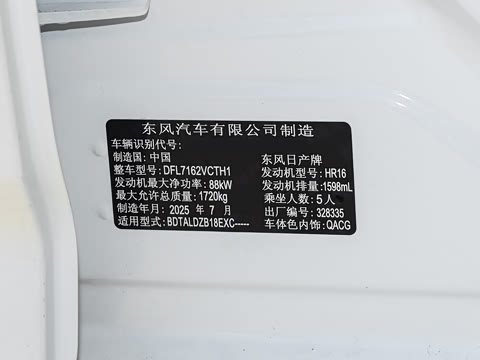 东风汽车有限公司制造
车辆识别代号:
制造国: 中国 东风日产牌
整车型号: DFL7162VCTH1 发动机型号: HR16
发动机最大净功率: 88kW 发动机排量: 1598mL
最大允许总质量: 1720kg 乘坐人数: 5人
制造年月: 2025 年 7 月 出厂编号: 328335
适用型号: BDTALDZB18EXC----- 车体色内饰: QACG